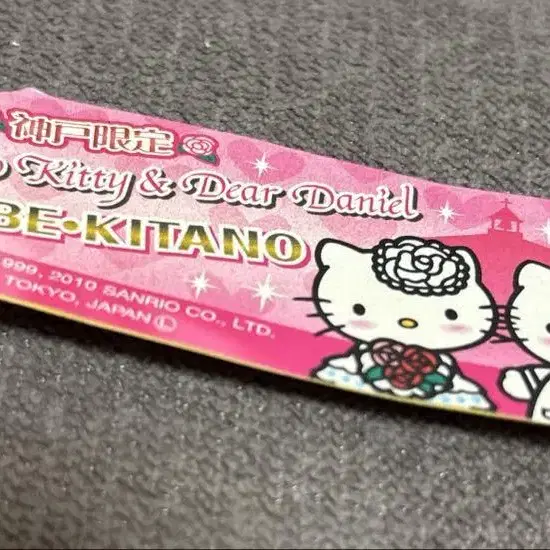 神戸限定
Kitty & Dear Daniel
BE•KITANO
999, 2010 SANRIO CO., LTD.
TOKYO, JAPAN Ⓛ